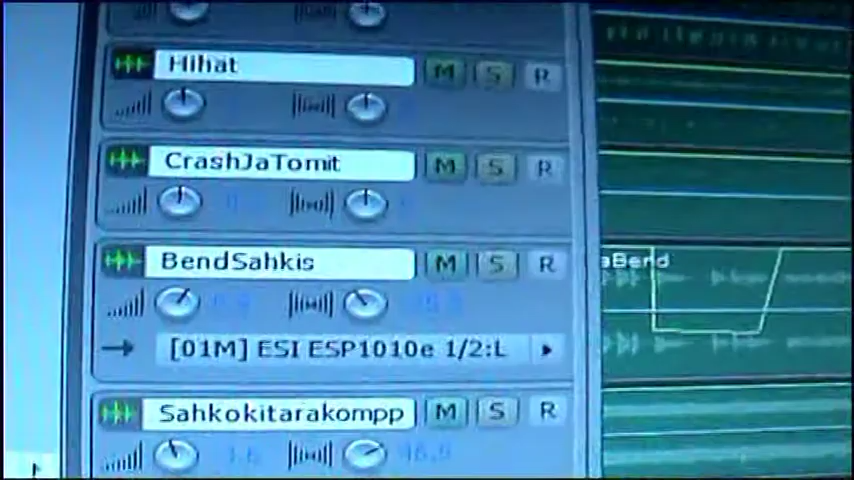 Hihat M S R
CrashJaTomit M S R
BendSahkis M S R
aBend
[01M] ESI ESP1010e 1/2:L
Sahkokitarakompp M S R